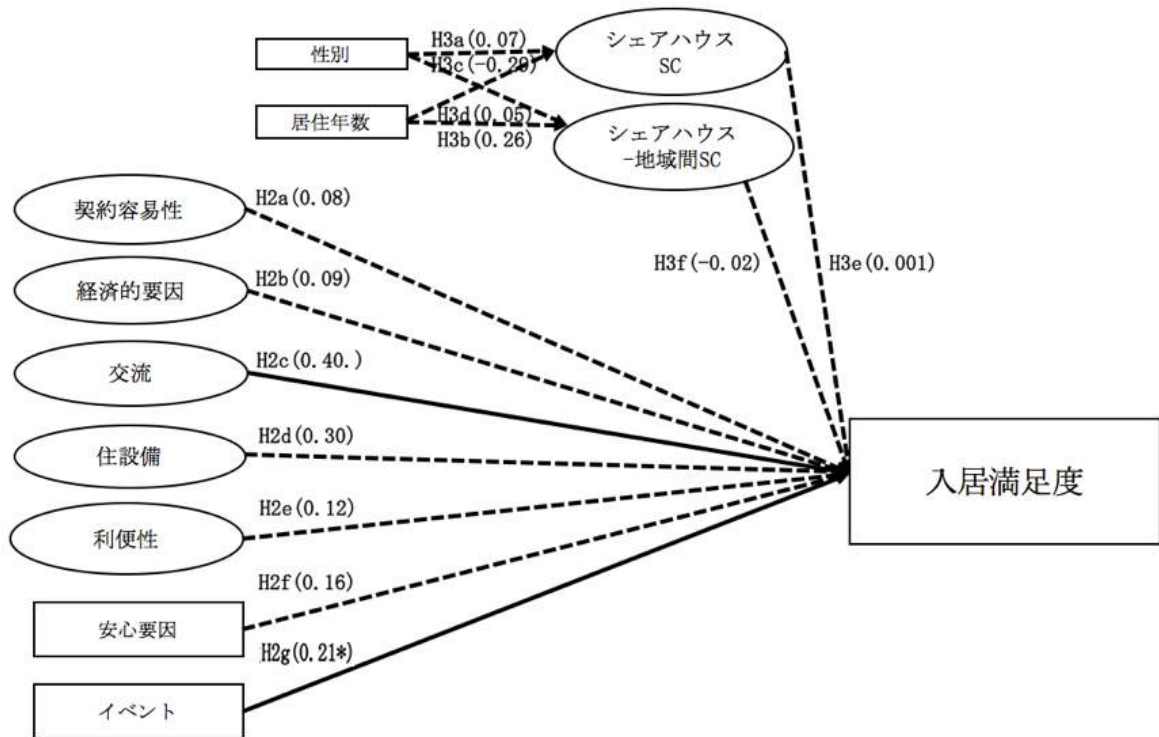 性別
H3a(0.07)
H3c(-0.29)
シェアハウス
SC
居住年数
H3d(0.05)
H3b(0.26)
シェアハウス
-地域間SC
契約容易性
H2a(0.08)
経済的要因
H2b(0.09)
H3f(-0.02)
H3e(0.001)
交流
H2c(0.40.)
住設備
H2d(0.30)
入居満足度
利便性
H2e(0.12)
安心要因
H2f(0.16)
イベント
H2g(0.21*)